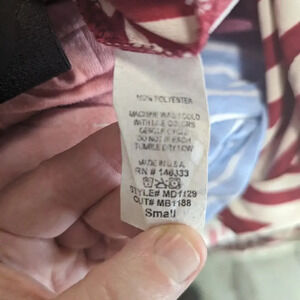 100% POLYESTER
MACHINE WASH COLD
WITH LIKE COLORS
GENTLE CYCLE
DO NOT BLEACH
TUMBLE DRY LOW
MADE IN U.S.A.
RN # 146333
STYLE# MD1129
CUT# MB1188
Small